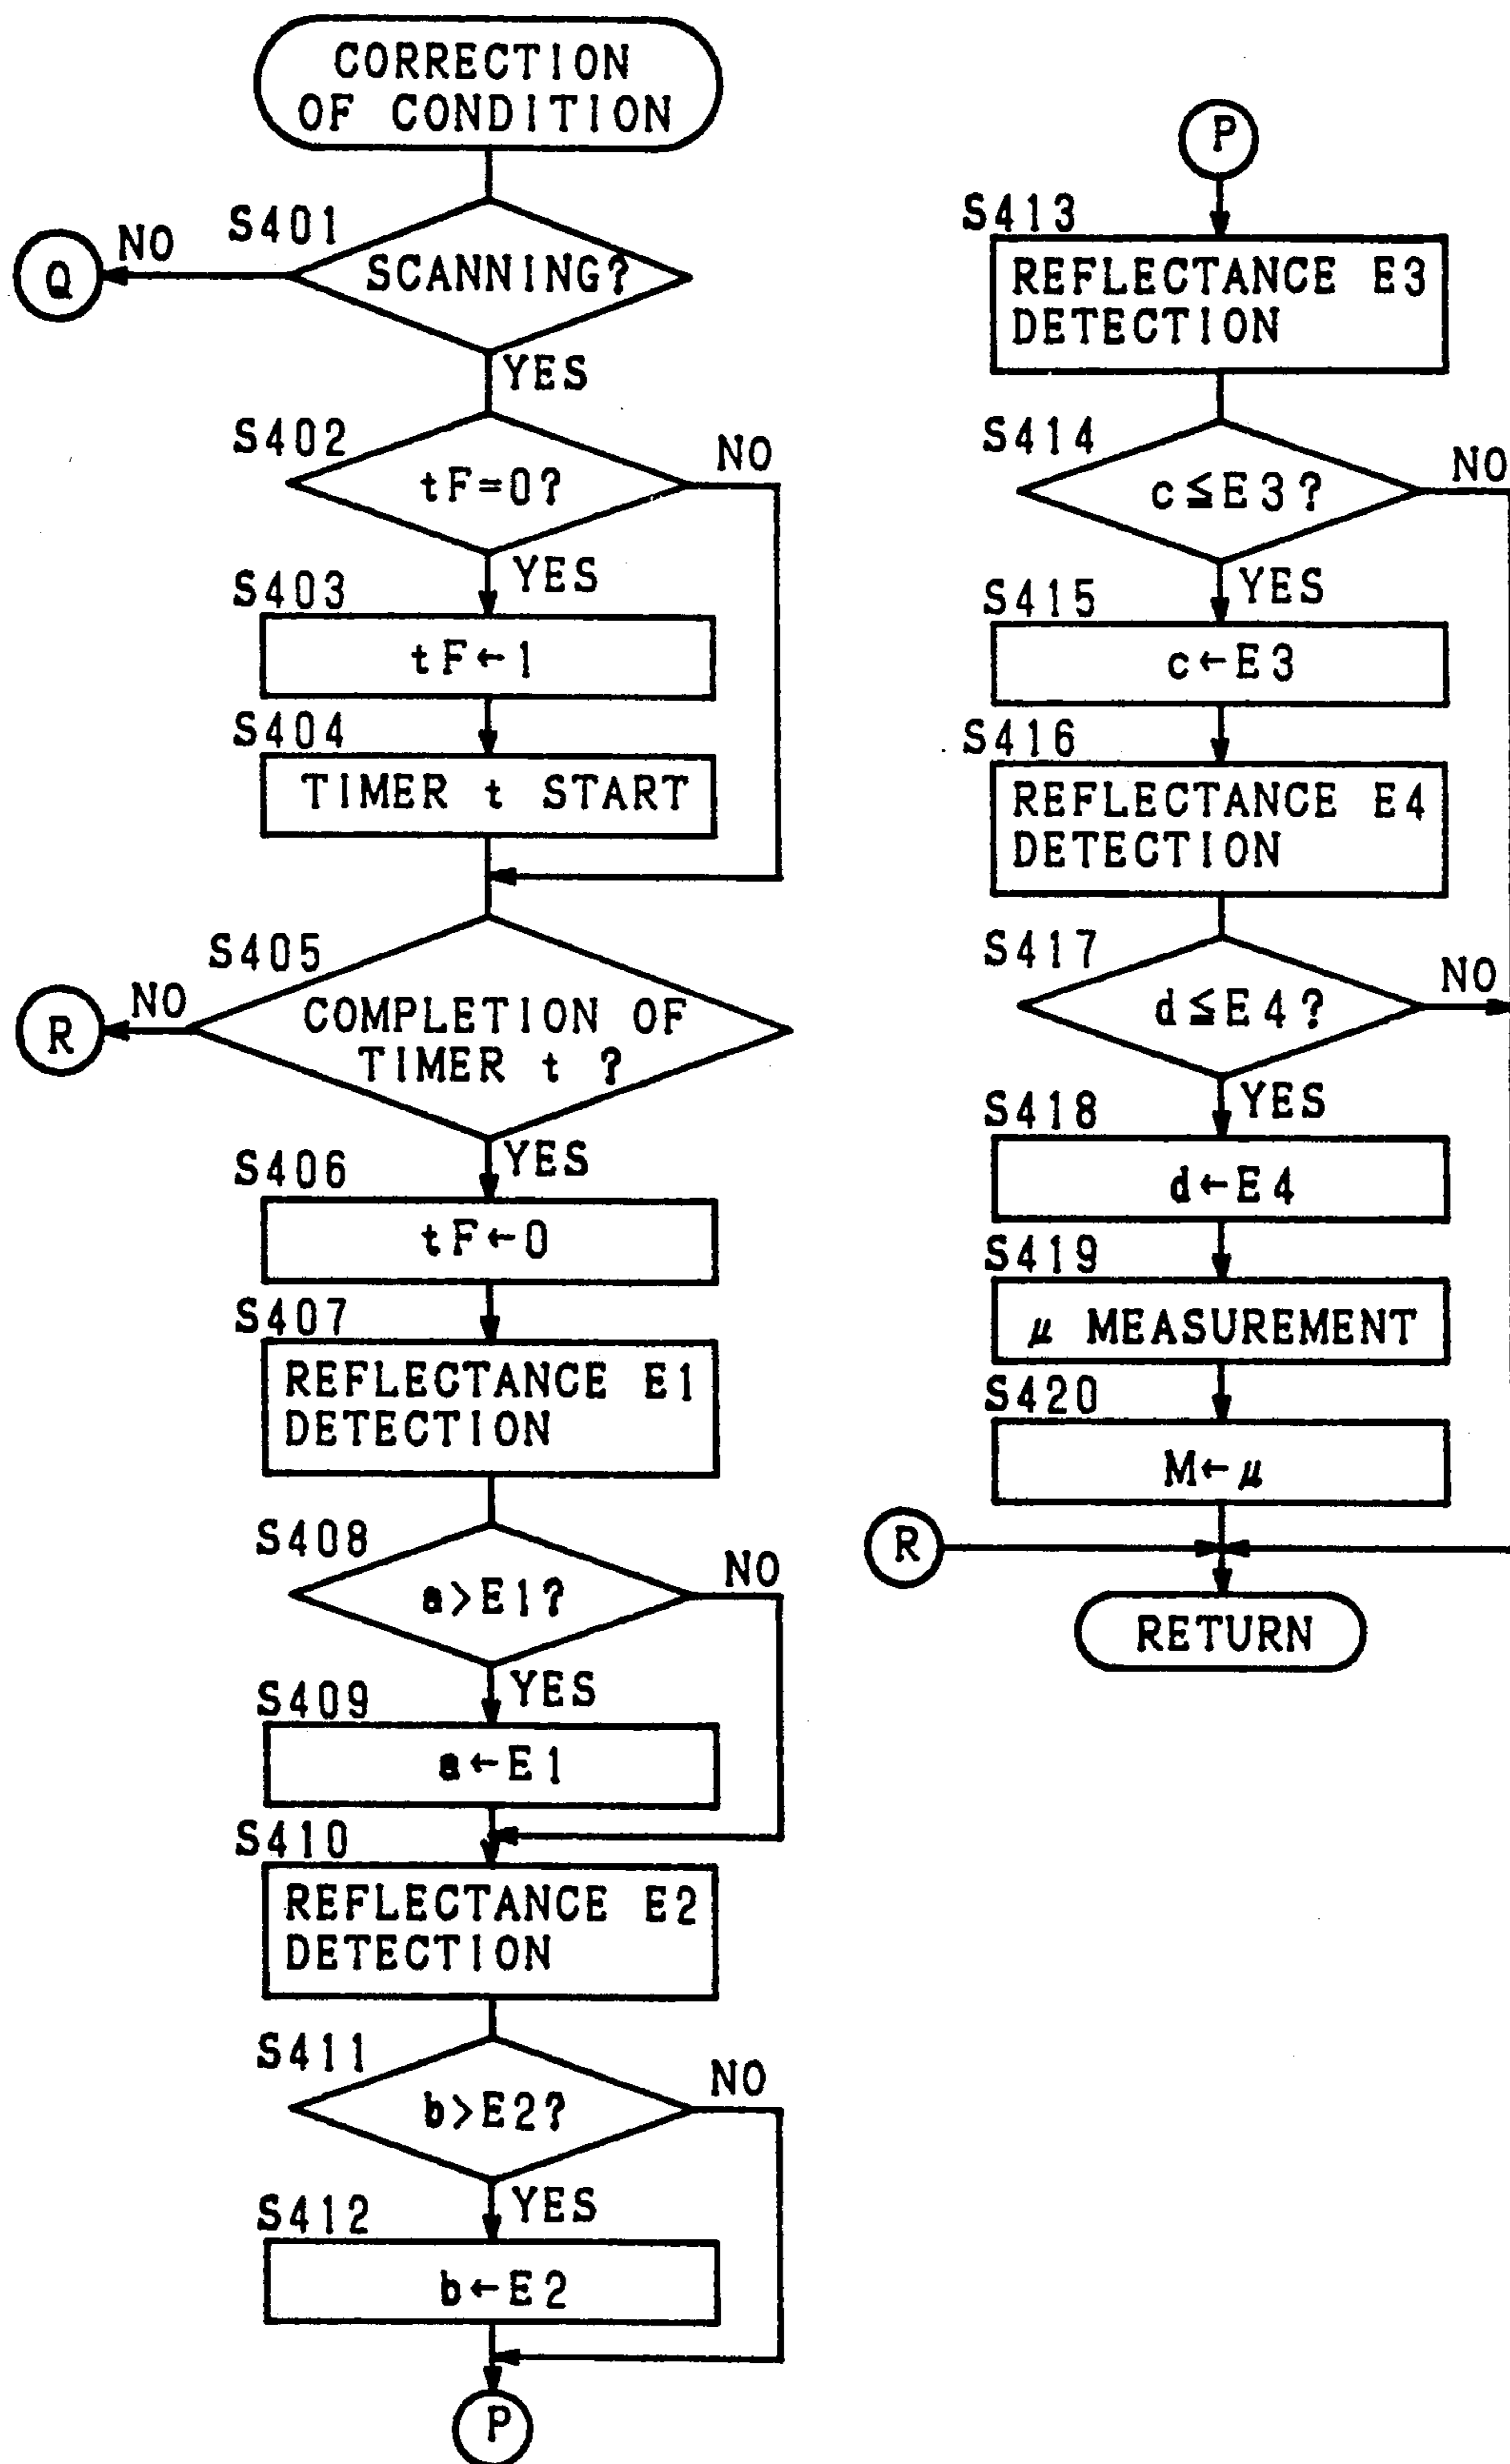 CORRECTION
OF CONDITION
S401
NO
Q
SCANNING?
YES
S402
NO
tF=0?
YES
S403
tF←1
S404
TIMER t START
S405
NO
R
COMPLETION OF
TIMER t ?
YES
S406
tF←0
S407
REFLECTANCE E1
DETECTION
S408
NO
a>E1?
YES
S409
a←E1
S410
REFLECTANCE E2
DETECTION
S411
NO
b>E2?
YES
S412
b←E2
P
P
S413
REFLECTANCE E3
DETECTION
S414
NO
c≦E3?
YES
S415
c←E3
S416
REFLECTANCE E4
DETECTION
S417
NO
d≦E4?
YES
S418
d←E4
S419
μ MEASUREMENT
S420
M←μ
R
RETURN